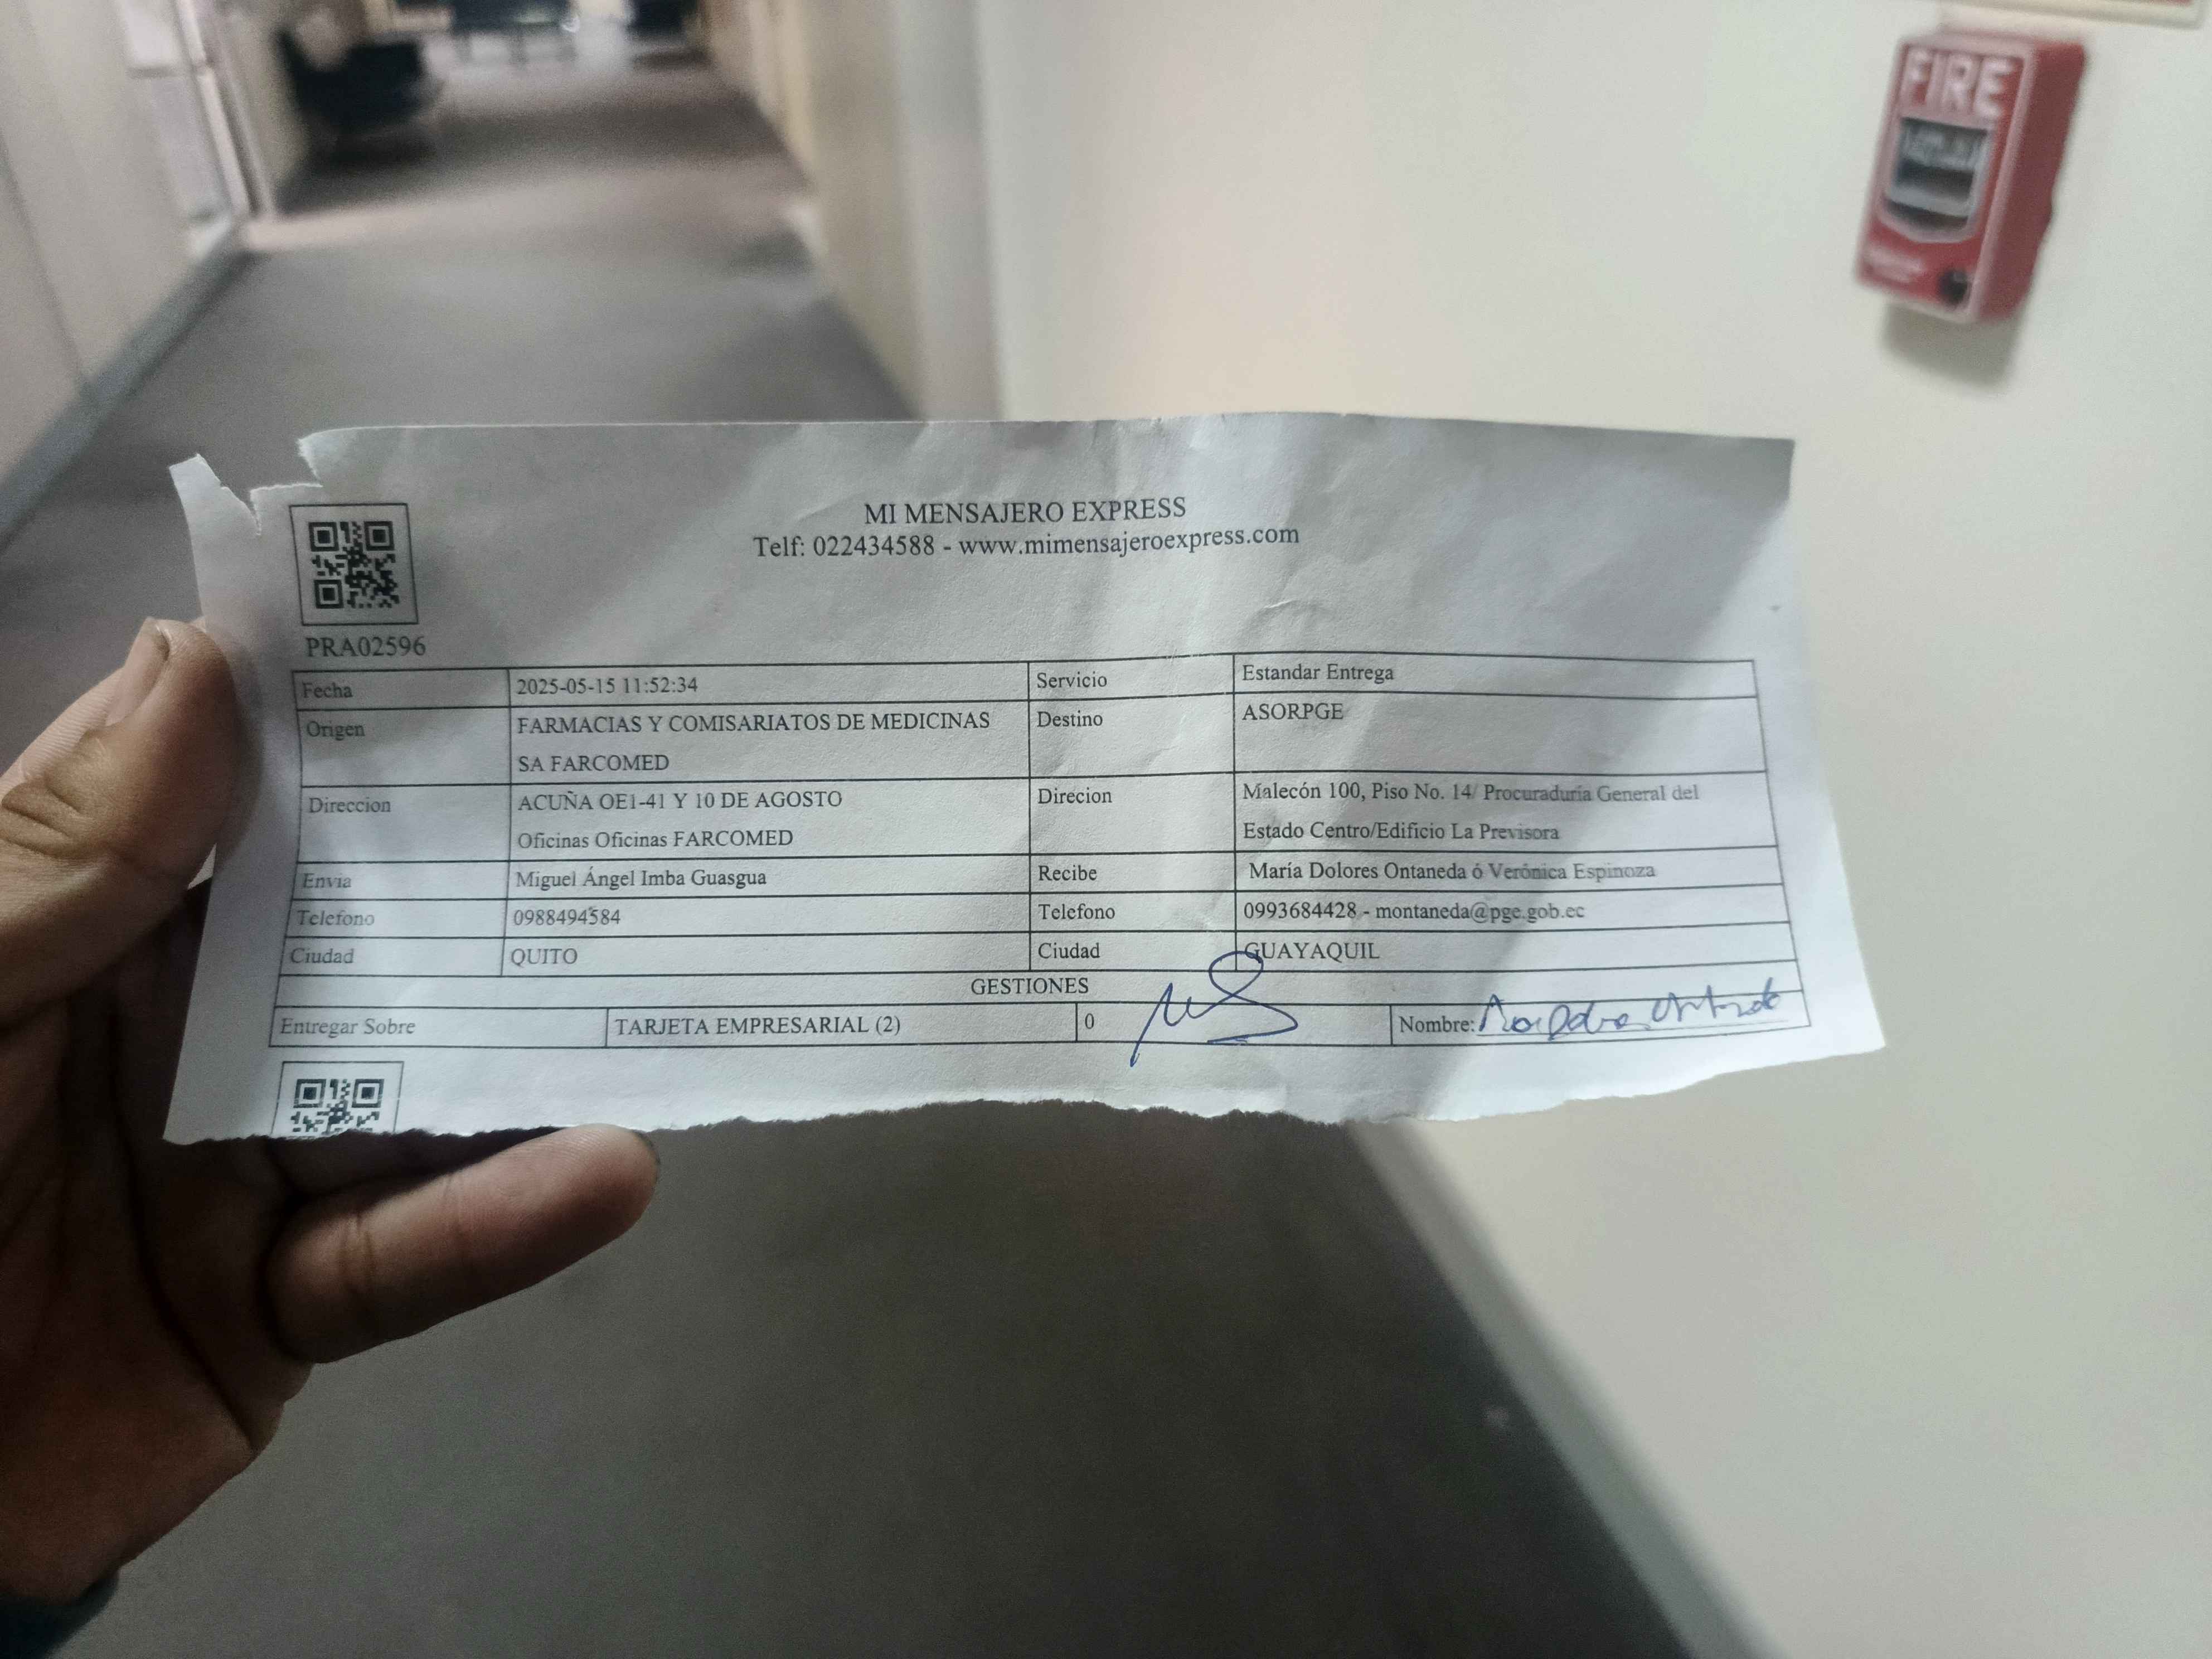 FIRE
MI MENSAJERO EXPRESS
Telf: 022434588 - www.mimensajeroexpress.com
PRA02596
Fecha 2025-05-15 11:52:34 Servicio Estandar Entrega
Origen FARMACIAS Y COMISARIATOS DE MEDICINAS Destino ASORPGE
SA FARCOMED
Direccion ACUÑA OE1-41 Y 10 DE AGOSTO Direcion Malecón 100, Piso No. 14/ Procuraduría General del
Oficinas Oficinas FARCOMED Estado Centro/Edificio La Previsora
Envia Miguel Ángel Imba Guasgua Recibe María Dolores Ontaneda ó Verónica Espinoza
Telefono 0988494584 Telefono 0993684428 - montaneda@pge.gob.ec
Ciudad QUITO Ciudad GUAYAQUIL
GESTIONES
Entregar Sobre TARJETA EMPRESARIAL (2) 0 Nombre: